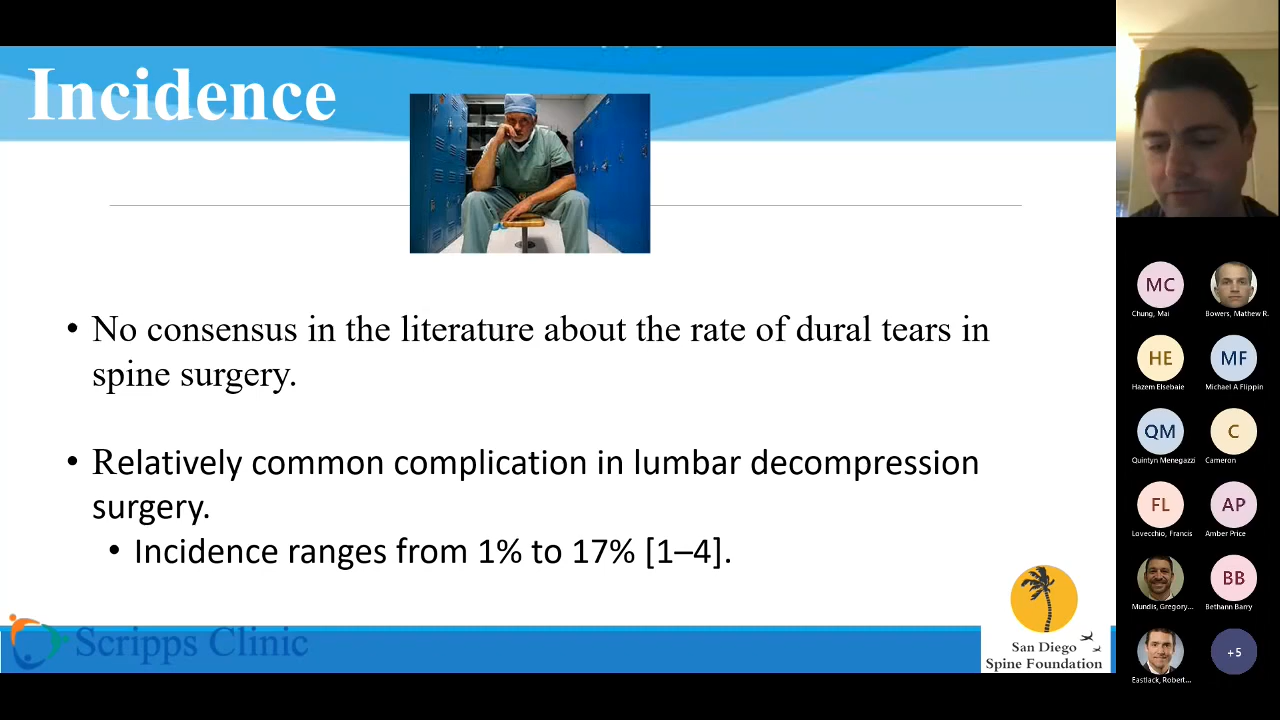 Incidence
• No consensus in the literature about the rate of dural tears in
spine surgery.
• Relatively common complication in lumbar decompression
surgery.
• Incidence ranges from 1% to 17% [1–4].
Scripps Clinic
San Diego
Spine Foundation
MC
Chung, Mai
Bowers, Mathew R.
HE
Hazem Elsebaie
MF
Michael A Flippin
QM
Quintyn Menegazzi
C
Cameron
FL
Lovecchio, Francis
AP
Amber Price
Mundis, Gregory...
BB
Bethann Barry
Eastlack, Robert...
+5